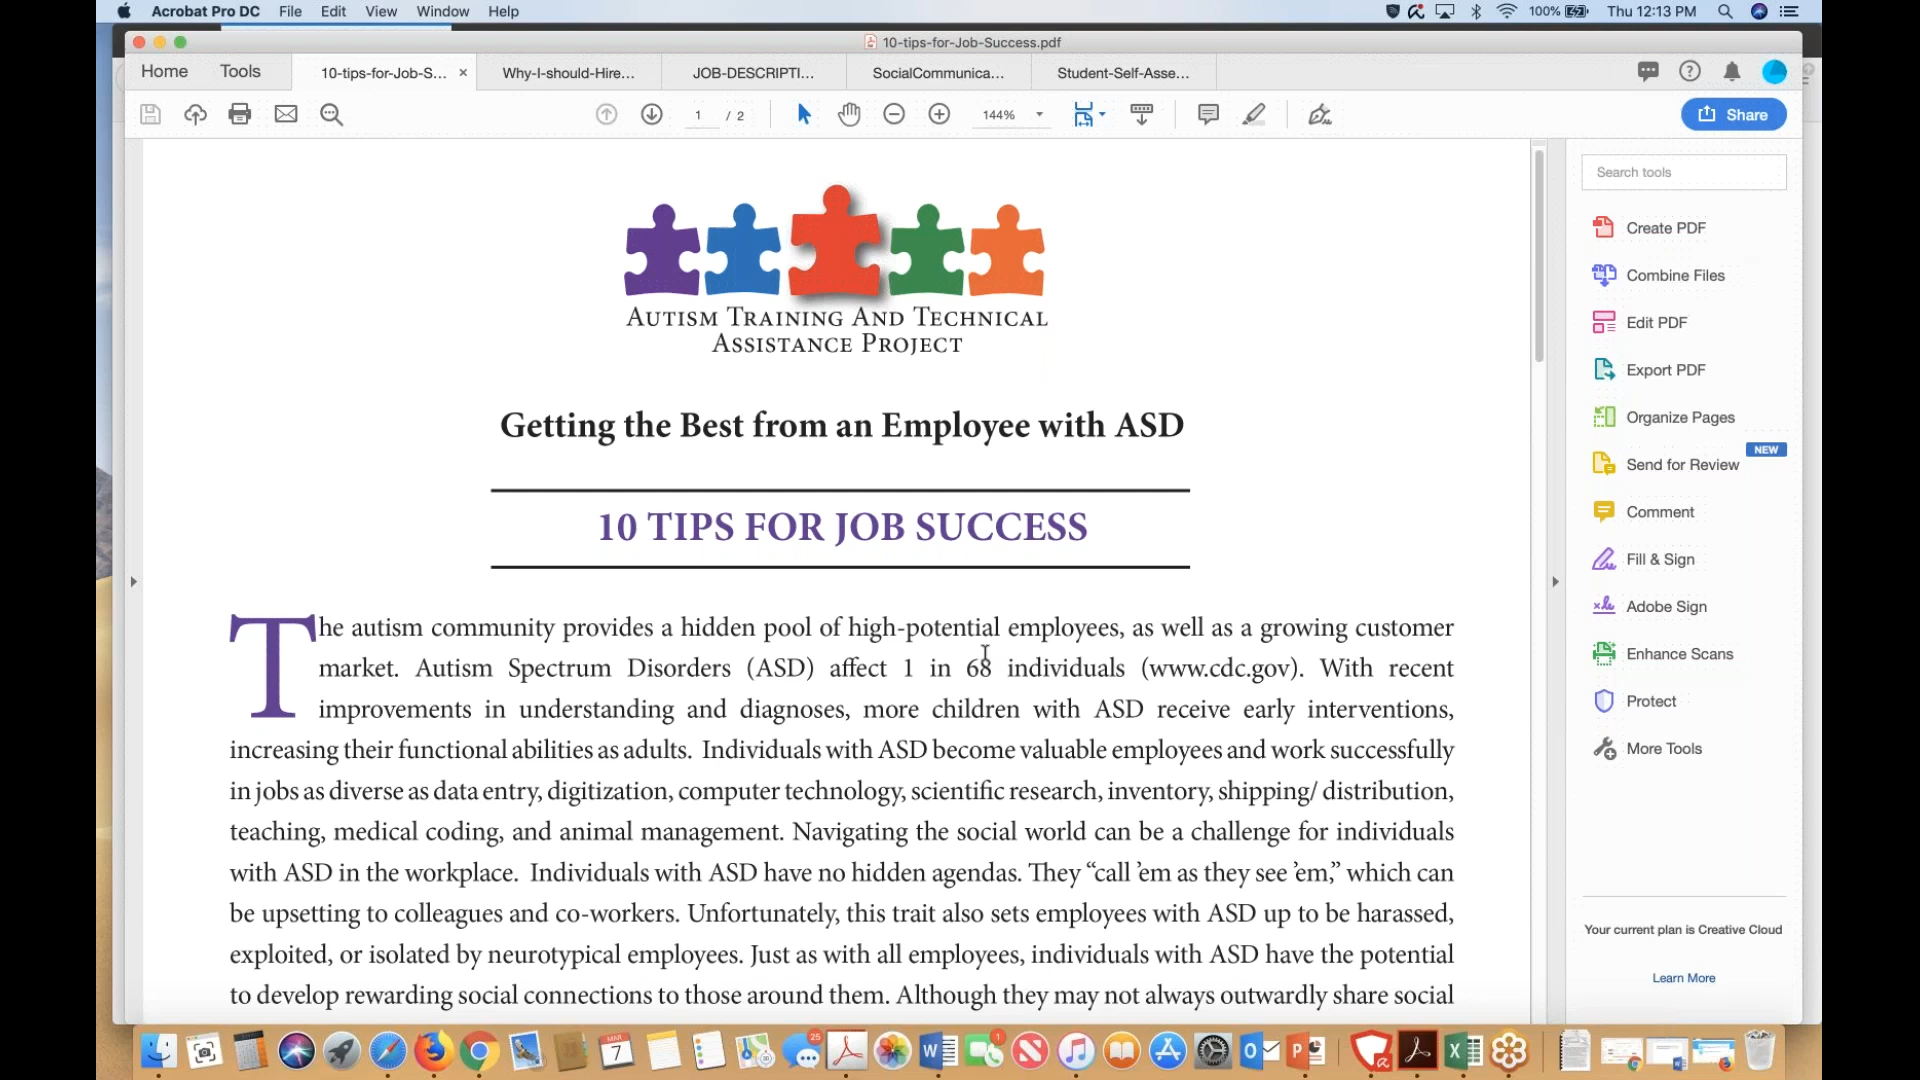 Acrobat Pro DC File Edit View Window Help 100% Thu 12:13 PM
10-tips-for-Job-Success.pdf
Home Tools 10-tips-for-Job-S... × Why-I-should-Hire... JOB-DESCRIPTI... SocialCommunica... Student-Self-Asse...
1 / 2 144% Share
Search tools
Create PDF
Combine Files
Edit PDF
Export PDF
Organize Pages
NEW
Send for Review
Comment
Fill & Sign
Adobe Sign
Enhance Scans
Protect
More Tools
Your current plan is Creative Cloud
Learn More
AUTISM TRAINING AND TECHNICAL
ASSISTANCE PROJECT
Getting the Best from an Employee with ASD
10 TIPS FOR JOB SUCCESS
The autism community provides a hidden pool of high-potential employees, as well as a growing customer
market. Autism Spectrum Disorders (ASD) affect 1 in 68 individuals (www.cdc.gov). With recent
improvements in understanding and diagnoses, more children with ASD receive early interventions,
increasing their functional abilities as adults. Individuals with ASD become valuable employees and work successfully
in jobs as diverse as data entry, digitization, computer technology, scientific research, inventory, shipping/ distribution,
teaching, medical coding, and animal management. Navigating the social world can be a challenge for individuals
with ASD in the workplace. Individuals with ASD have no hidden agendas. They “call ’em as they see ’em,” which can
be upsetting to colleagues and co-workers. Unfortunately, this trait also sets employees with ASD up to be harassed,
exploited, or isolated by neurotypical employees. Just as with all employees, individuals with ASD have the potential
to develop rewarding social connections to those around them. Although they may not always outwardly share social
MAR
7
25
1